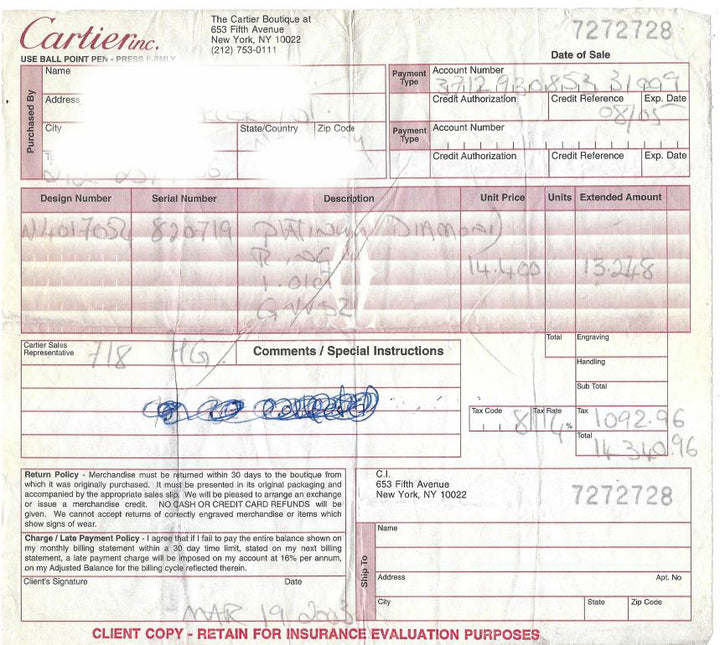 Cartier inc.
The Cartier Boutique at
653 Fifth Avenue
New York, NY 10022
(212) 753-0111
7272728
USE BALL POINT PEN - PRESS FIRMLY
Date of Sale
Purchased By
Name
Address
City
State/Country
Zip Code
Payment Type
Account Number
Credit Authorization
Credit Reference
Exp. Date
08/05
Payment Type
Account Number
Credit Authorization
Credit Reference
Exp. Date
Design Number Serial Number Description Unit Price Units Extended Amount
N4017054 820719 PLATINUM DIAMOND
RING 14.400 13.248
1.01ct
G VVS2
Cartier Sales
Representative 718 HG.
Comments / Special Instructions
Total
Engraving
Handling
Sub Total
Tax Code Tax Rate 8 1/4 % Tax 1092.96
Total 14.340.96
Return Policy - Merchandise must be returned within 30 days to the boutique from
which it was originally purchased. It must be presented in its original packaging and
accompanied by the appropriate sales slip. We will be pleased to arrange an exchange
or issue a merchandise credit. NO CASH OR CREDIT CARD REFUNDS will be
given. We cannot accept returns of correctly engraved merchandise or items which
show signs of wear.
Charge / Late Payment Policy - I agree that if I fail to pay the entire balance shown on
my monthly billing statement within a 30 day time limit, stated on my next billing
statement, a late payment charge will be imposed on my account at 16% per annum,
on my Adjusted Balance for the billing cycle reflected therein.
Client's Signature Date
MAR 19 2003
C.I.
653 Fifth Avenue
New York, NY 10022
7272728
Ship To
Name
Address Apt. No
City State Zip Code
CLIENT COPY - RETAIN FOR INSURANCE EVALUATION PURPOSES